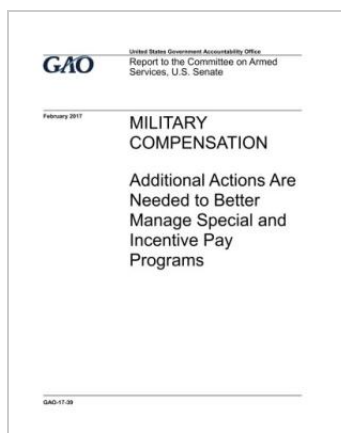 GAO
United States Government Accountability Office
Report to the Committee on Armed
Services, U.S. Senate
February 2017
MILITARY
COMPENSATION
Additional Actions Are
Needed to Better
Manage Special and
Incentive Pay
Programs
GAO-17-39